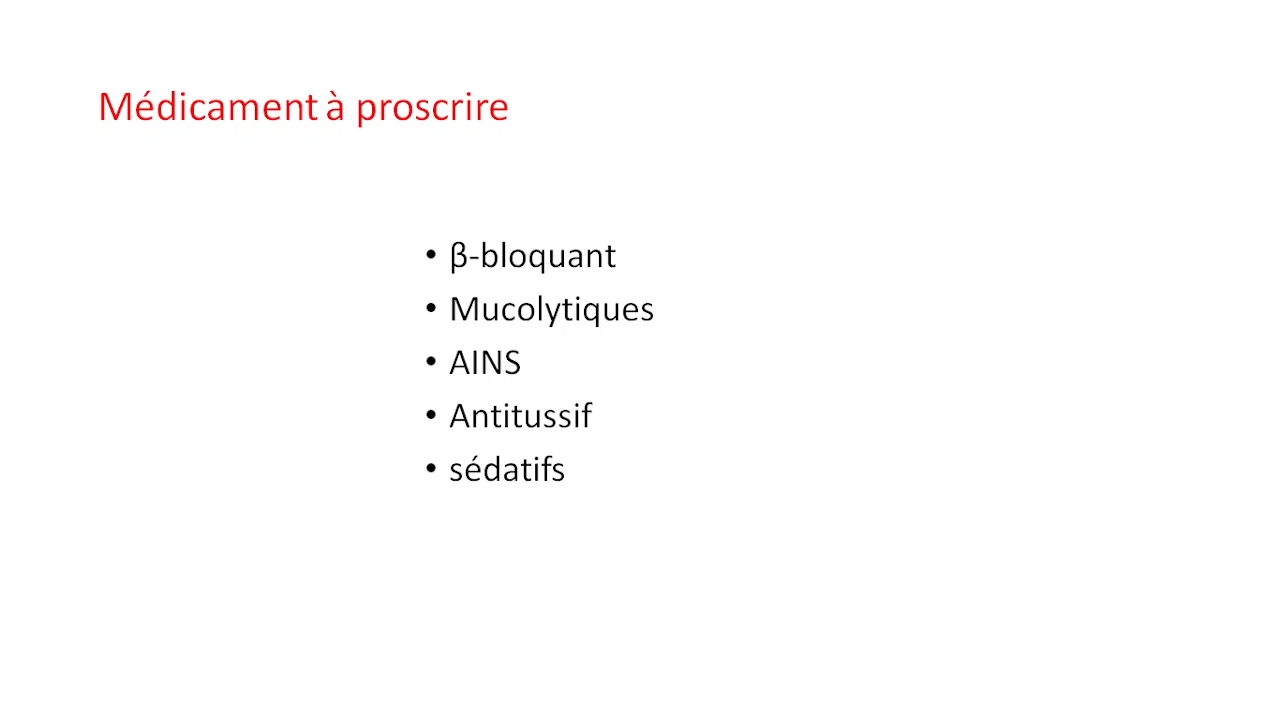 Médicament à proscrire
• β-bloquant
• Mucolytiques
• AINS
• Antitussif
• sédatifs